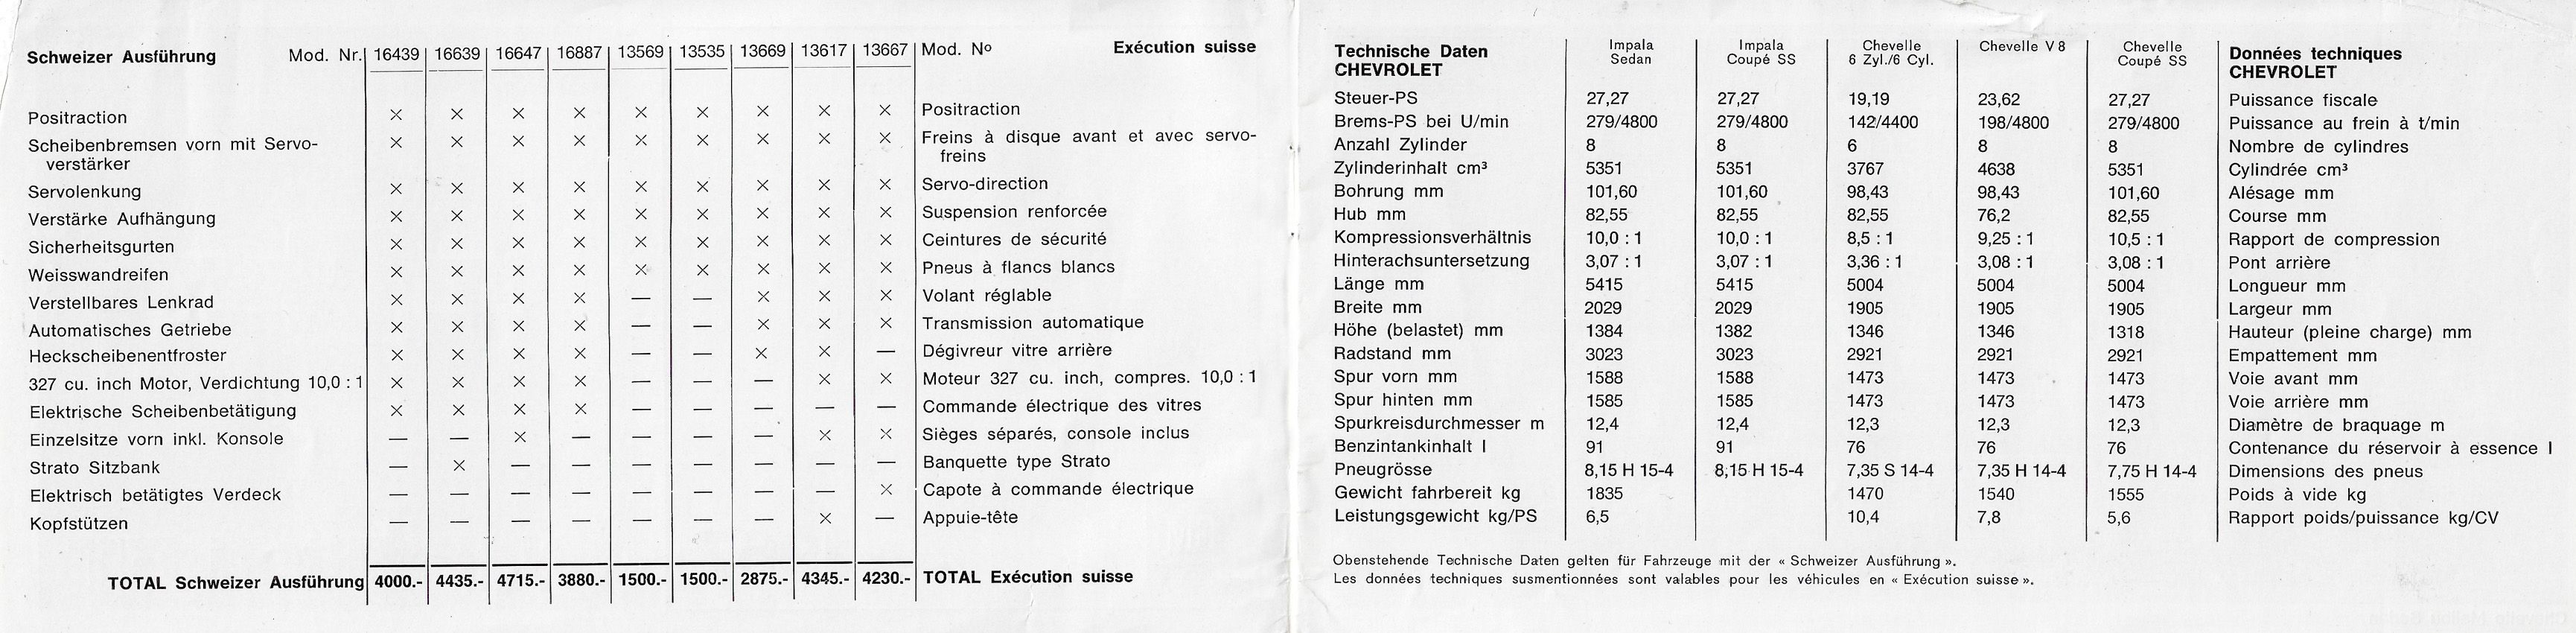 Schweizer Ausführung Mod. Nr. 16439 16639 16647 16887 13569 13535 13669 13617 13667 Mod. Nº Exécution suisse
Positraction × × × × × × × × × Positraction
Scheibenbremsen vorn mit Servo- × × × × × × × × × Freins à disque avant et avec servo-
verstärker freins
Servolenkung × × × × × × × × × Servo-direction
Verstärke Aufhängung × × × × × × × × × Suspension renforcée
Sicherheitsgurten × × × × × × × × × Ceintures de sécurité
Weisswandreifen × × × × × × × × × Pneus à flancs blancs
Verstellbares Lenkrad × × × × — — × × × Volant réglable
Automatisches Getriebe × × × × — — × × × Transmission automatique
Heckscheibenentfroster × × × × — — × × — Dégivreur vitre arrière
327 cu. inch Motor, Verdichtung 10,0 : 1 × × × × — — — × × Moteur 327 cu. inch, compres. 10,0 : 1
Elektrische Scheibenbetätigung × × × × — — — — — Commande électrique des vitres
Einzelsitze vorn inkl. Konsole — — × — — — — × × Sièges séparés, console inclus
Strato Sitzbank — × — — — — — — — Banquette type Strato
Elektrisch betätigtes Verdeck — — — — — — — — × Capote à commande électrique
Kopfstützen — — — — — — — × — Appuie-tête
TOTAL Schweizer Ausführung 4000.- 4435.- 4715.- 3880.- 1500.- 1500.- 2875.- 4345.- 4230.- TOTAL Exécution suisse
Technische Daten Impala Impala Chevelle Chevelle V 8 Chevelle Données techniques
CHEVROLET Sedan Coupé SS 6 Zyl./6 Cyl. Coupé SS CHEVROLET
Steuer-PS 27,27 27,27 19,19 23,62 27,27 Puissance fiscale
Brems-PS bei U/min 279/4800 279/4800 142/4400 198/4800 279/4800 Puissance au frein à t/min
Anzahl Zylinder 8 8 6 8 8 Nombre de cylindres
Zylinderinhalt cm³ 5351 5351 3767 4638 5351 Cylindrée cm³
Bohrung mm 101,60 101,60 98,43 98,43 101,60 Alésage mm
Hub mm 82,55 82,55 82,55 76,2 82,55 Course mm
Kompressionsverhältnis 10,0 : 1 10,0 : 1 8,5 : 1 9,25 : 1 10,5 : 1 Rapport de compression
Hinterachsuntersetzung 3,07 : 1 3,07 : 1 3,36 : 1 3,08 : 1 3,08 : 1 Pont arrière
Länge mm 5415 5415 5004 5004 5004 Longueur mm
Breite mm 2029 2029 1905 1905 1905 Largeur mm
Höhe (belastet) mm 1384 1382 1346 1346 1318 Hauteur (pleine charge) mm
Radstand mm 3023 3023 2921 2921 2921 Empattement mm
Spur vorn mm 1588 1588 1473 1473 1473 Voie avant mm
Spur hinten mm 1585 1585 1473 1473 1473 Voie arrière mm
Spurkreisdurchmesser m 12,4 12,4 12,3 12,3 12,3 Diamètre de braquage m
Benzintankinhalt l 91 91 76 76 76 Contenance du réservoir à essence l
Pneugrösse 8,15 H 15-4 8,15 H 15-4 7,35 S 14-4 7,35 H 14-4 7,75 H 14-4 Dimensions des pneus
Gewicht fahrbereit kg 1835 1470 1540 1555 Poids à vide kg
Leistungsgewicht kg/PS 6,5 10,4 7,8 5,6 Rapport poids/puissance kg/CV
Obenstehende Technische Daten gelten für Fahrzeuge mit der « Schweizer Ausführung ».
Les données techniques susmentionnées sont valables pour les véhicules en « Exécution suisse ».